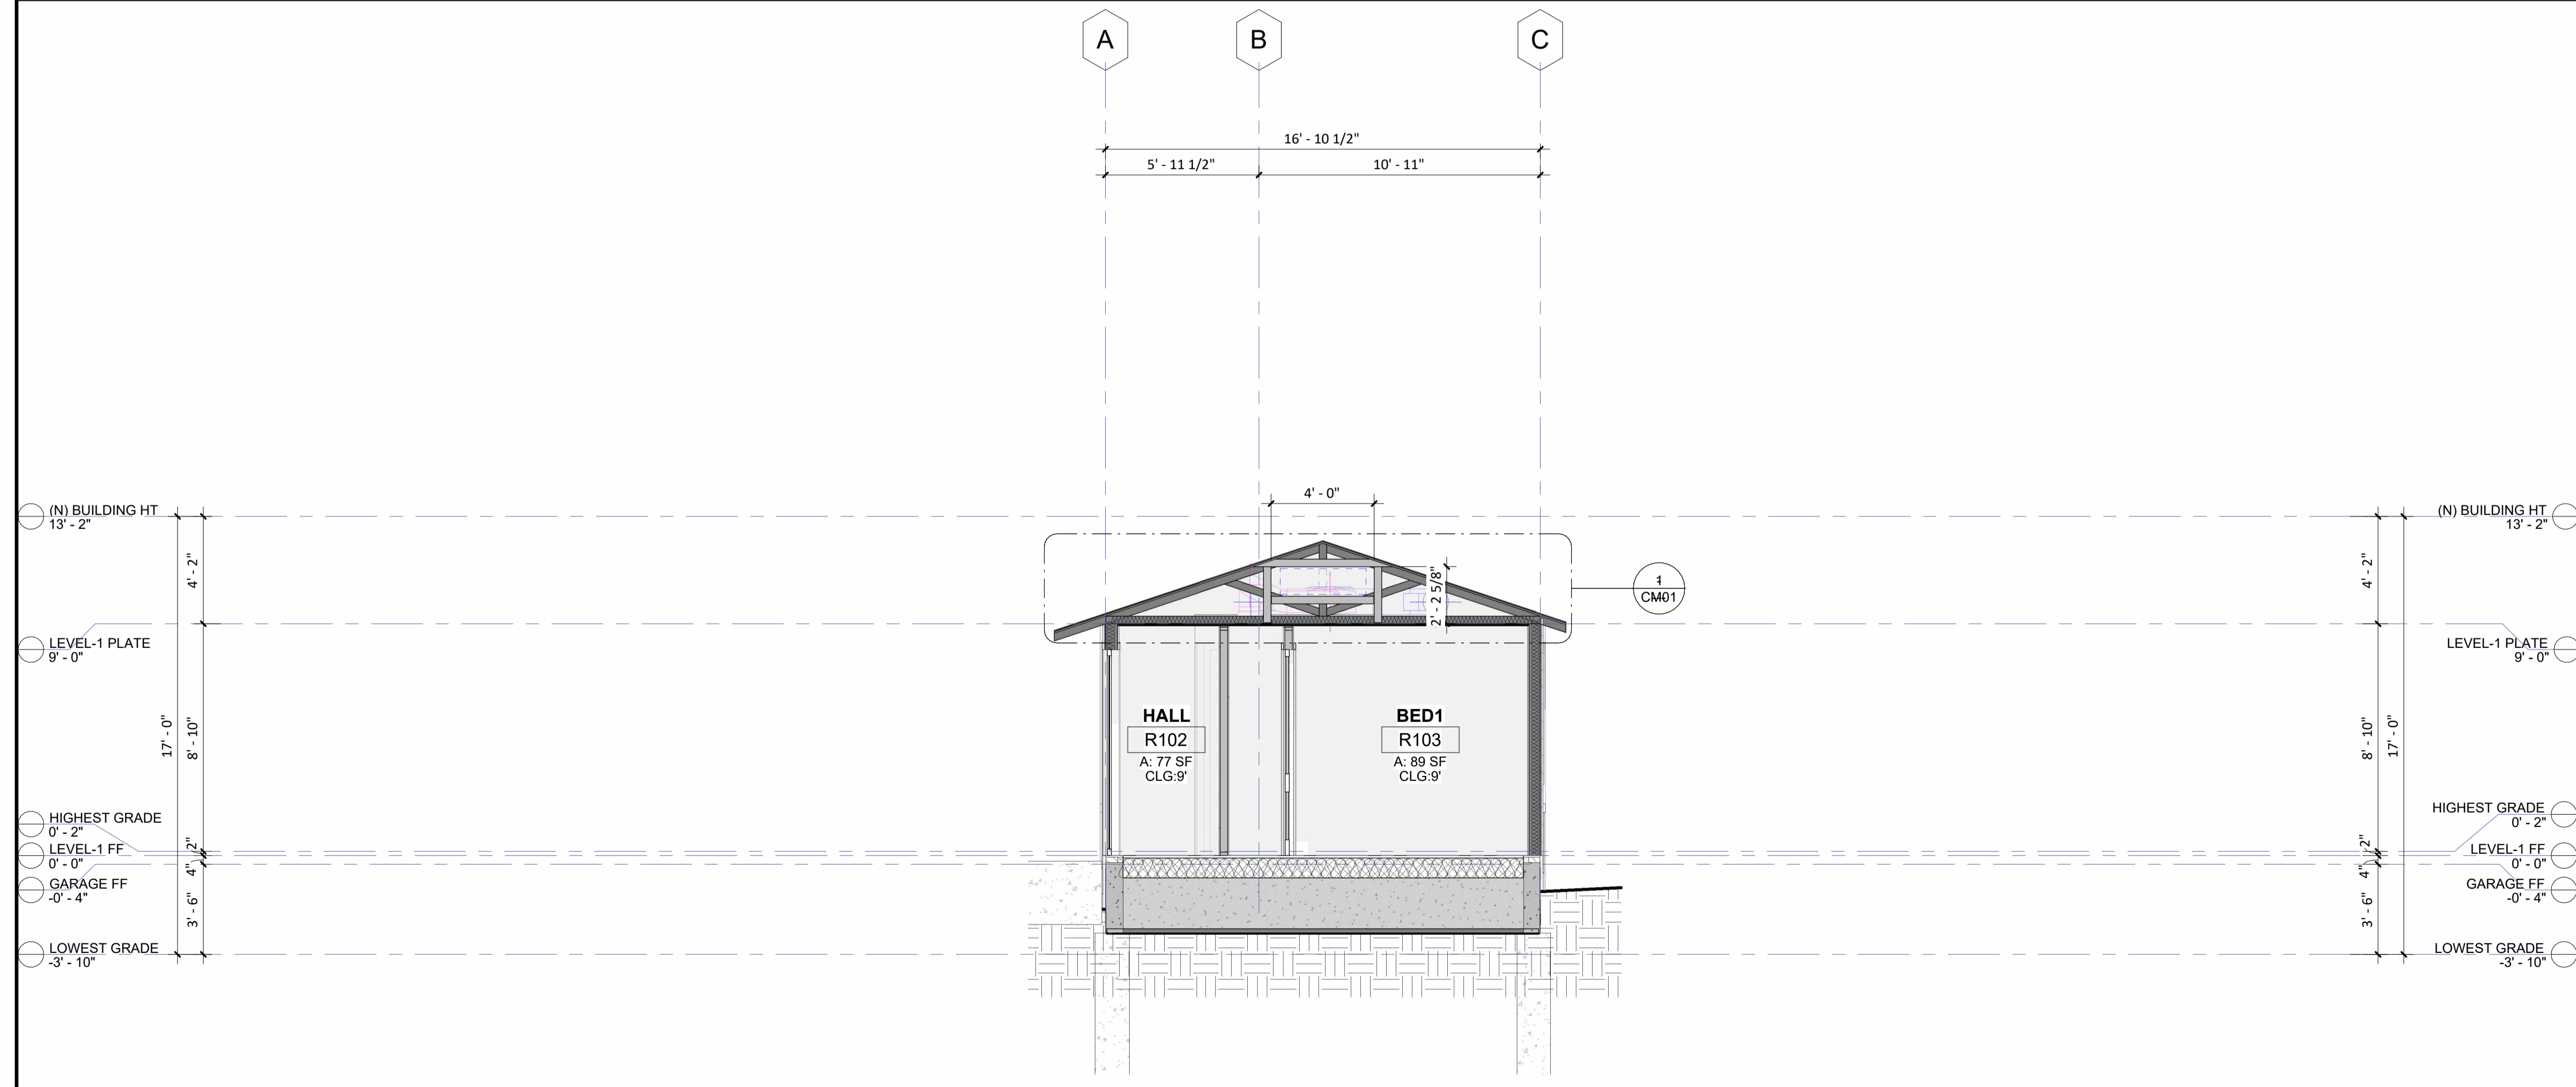 A B C
16' - 10 1/2"
5' - 11 1/2" 10' - 11"
4' - 0"
(N) BUILDING HT
13' - 2"
LEVEL-1 PLATE
9' - 0"
HIGHEST GRADE
0' - 2"
LEVEL-1 FF
0' - 0"
GARAGE FF
-0' - 4"
LOWEST GRADE
-3' - 10"
17' - 0"
4' - 2"
8' - 10"
2"
4"
3' - 6"
2' - 2 5/8"
1
CM01
HALL
R102
A: 77 SF
CLG:9'
BED1
R103
A: 89 SF
CLG:9'
4' - 2"
8' - 10"
2"
4"
3' - 6"
17' - 0"
(N) BUILDING HT
13' - 2"
LEVEL-1 PLATE
9' - 0"
HIGHEST GRADE
0' - 2"
LEVEL-1 FF
0' - 0"
GARAGE FF
-0' - 4"
LOWEST GRADE
-3' - 10"